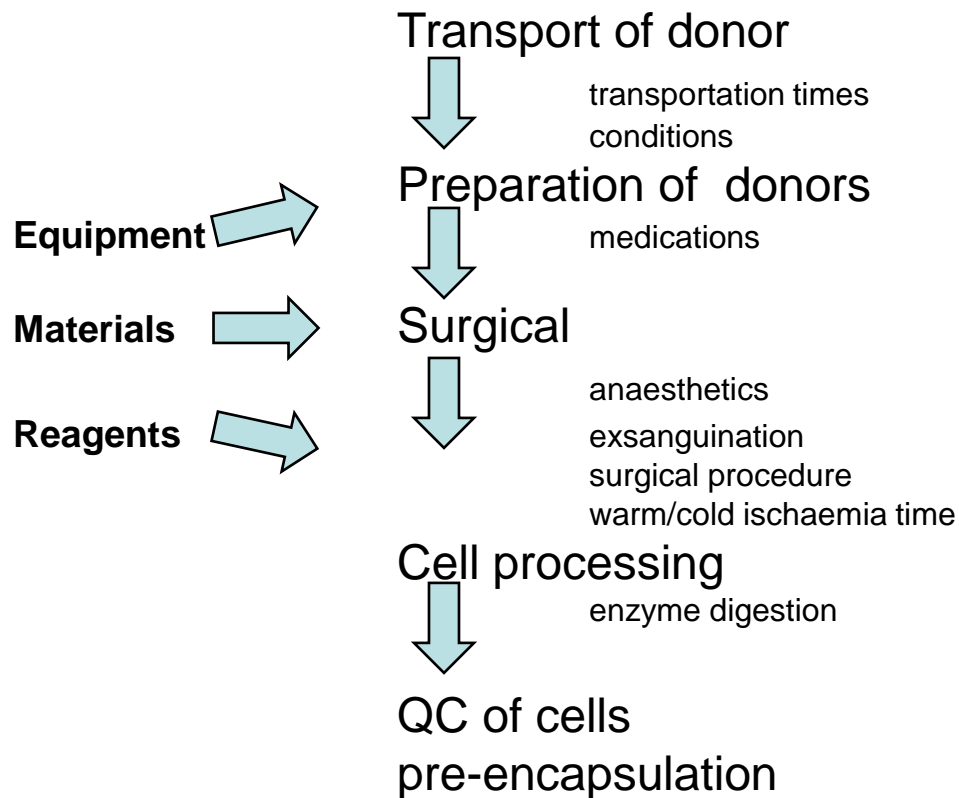 Transport of donor
transportation times
conditions
Preparation of donors
Equipment
medications
Materials
Surgical
anaesthetics
Reagents
exsanguination
surgical procedure
warm/cold ischaemia time
Cell processing
enzyme digestion
QC of cells
pre-encapsulation